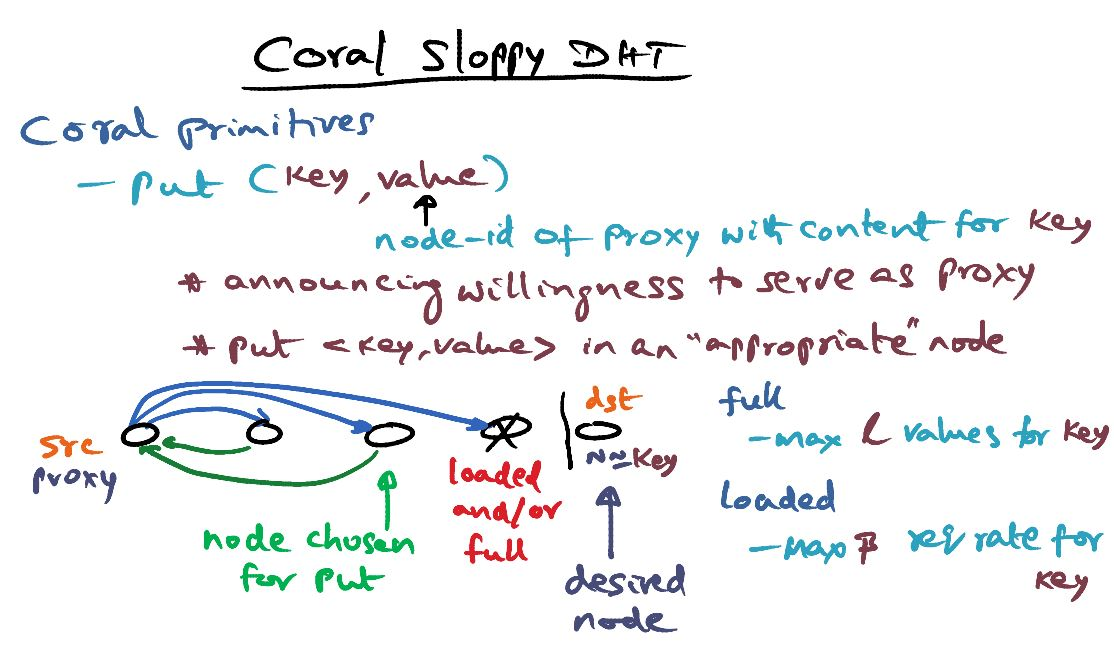 Coral Sloppy DHT
Coral primitives
- put (key, value)
node-id of proxy with content for key
# announcing willingness to serve as proxy
# put <key, value> in an "appropriate" node
src
proxy
node chosen
for put
loaded
and/or
full
dst
≈key
desired
node
full
- max l values for key
loaded
- max β req rate for
key